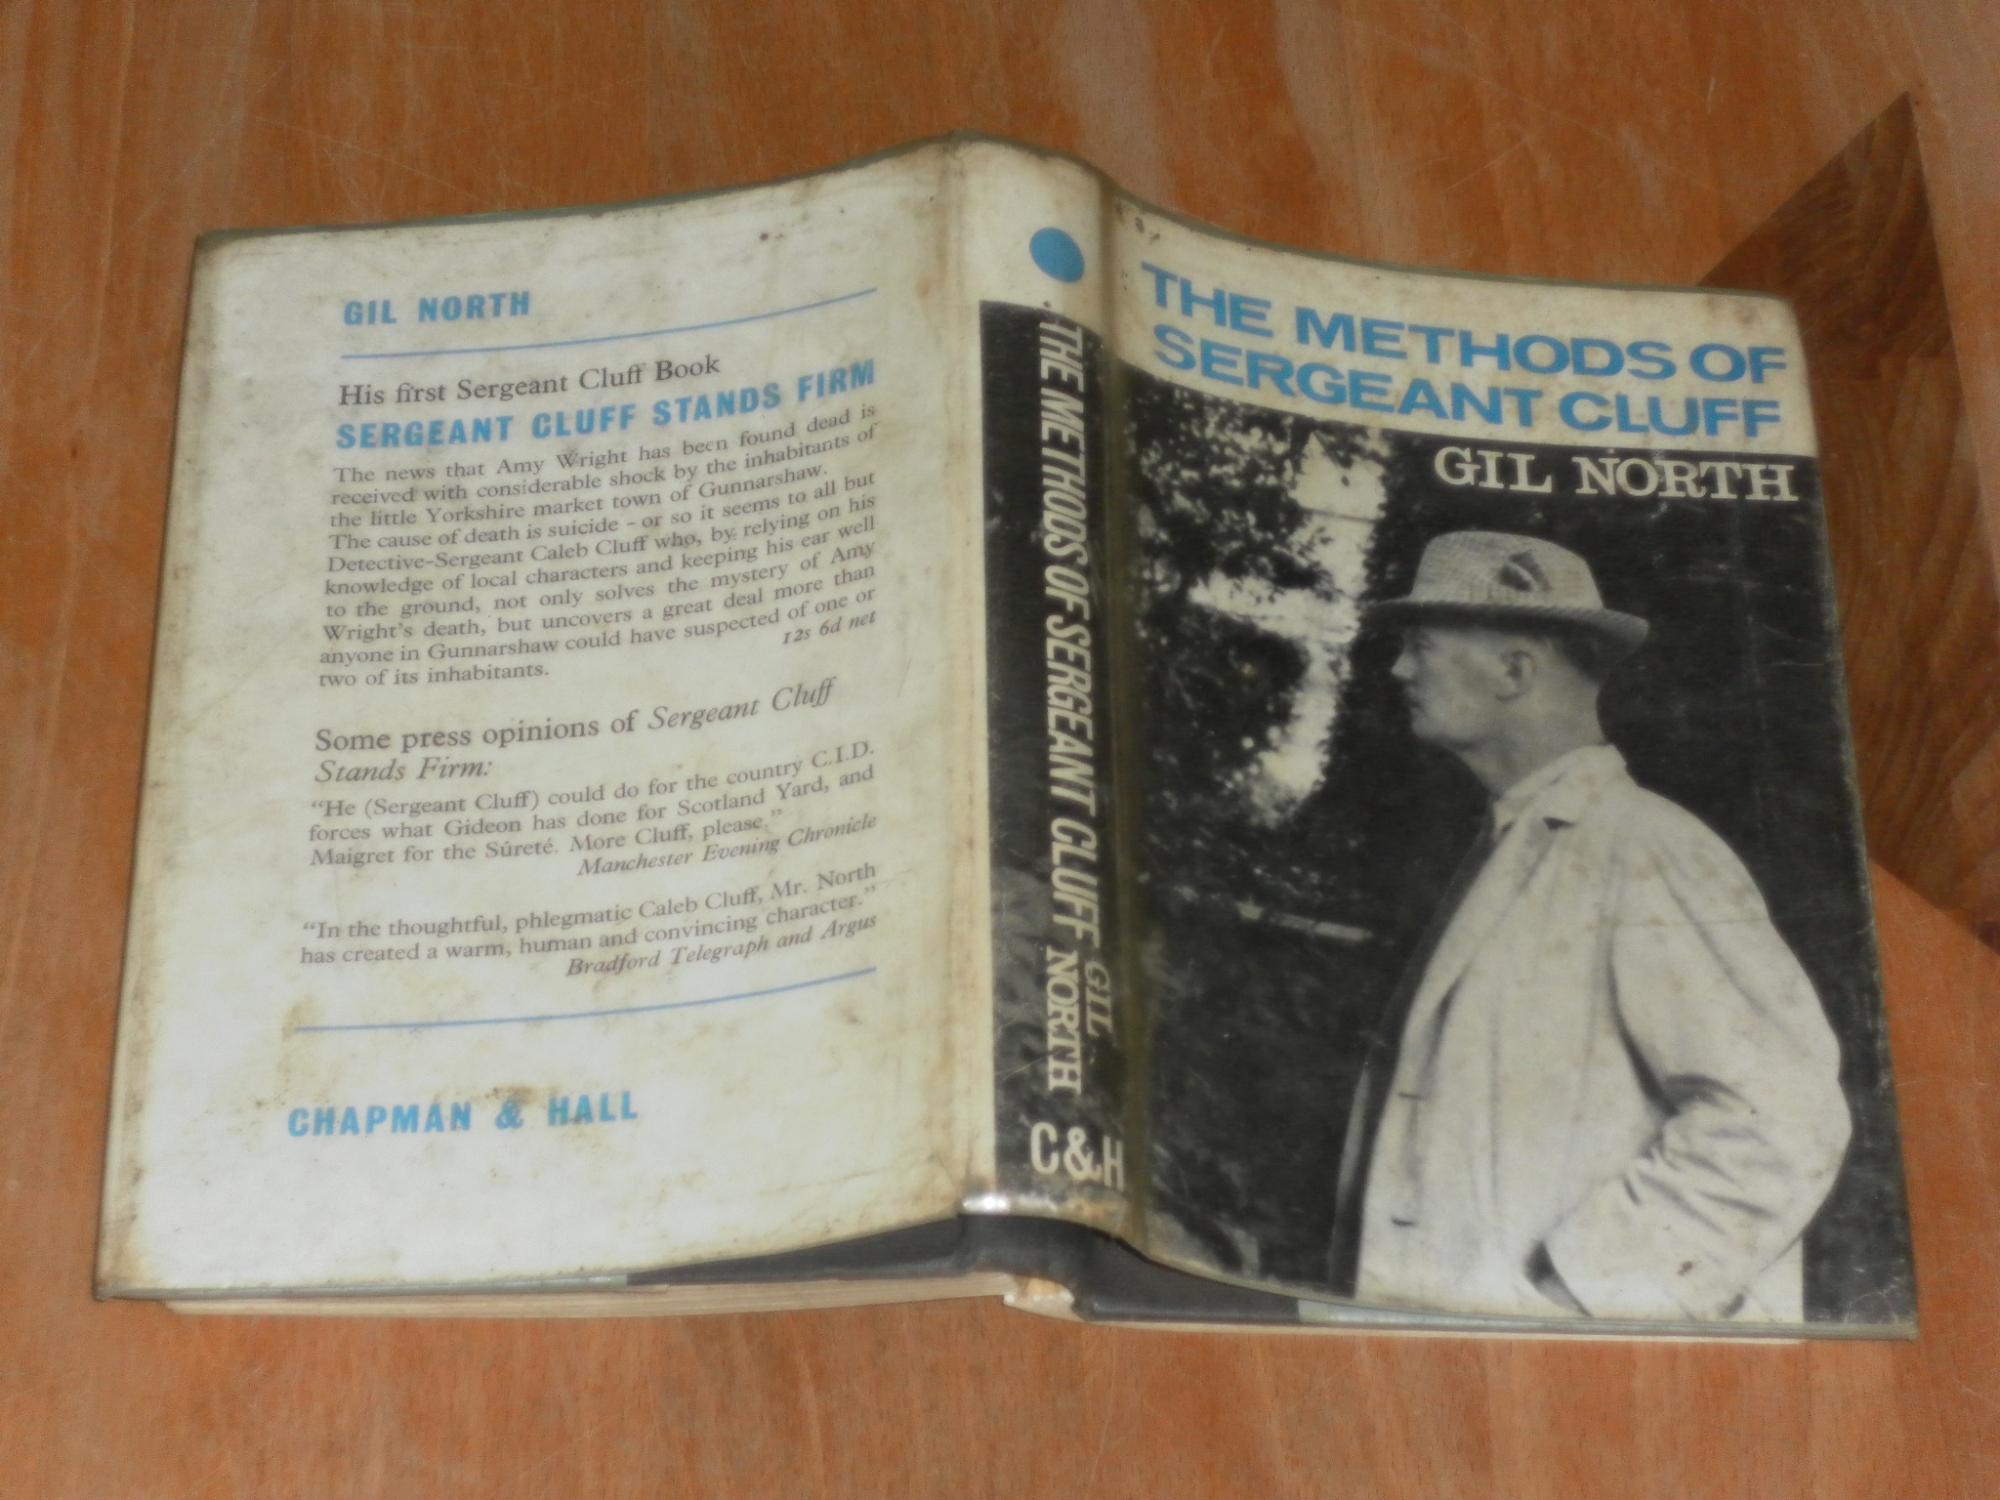 GIL NORTH
His first Sergeant Cluff Book
SERGEANT CLUFF STANDS FIRM
The news that Amy Wright has been found dead is
received with considerable shock by the inhabitants of
the little Yorkshire market town of Gunnarshaw.
The cause of death is suicide - or so it seems to all but
Detective-Sergeant Caleb Cluff who, by relying on his
knowledge of local characters and keeping his ear well
to the ground, not only solves the mystery of Amy
Wright's death, but uncovers a great deal more than
anyone in Gunnarshaw could have suspected of one or
two of its inhabitants.
12s 6d net
Some press opinions of Sergeant Cluff
Stands Firm:
“He (Sergeant Cluff) could do for the country C.I.D.
forces what Gideon has done for Scotland Yard, and
Maigret for the Sûreté. More Cluff, please.”
Manchester Evening Chronicle
“In the thoughtful, phlegmatic Caleb Cluff, Mr. North
has created a warm, human and convincing character.”
Bradford Telegraph and Argus
CHAPMAN & HALL
THE METHODS OF SERGEANT CLUFF
GIL
NORTH
C&H
THE METHODS OF
SERGEANT CLUFF
GIL NORTH